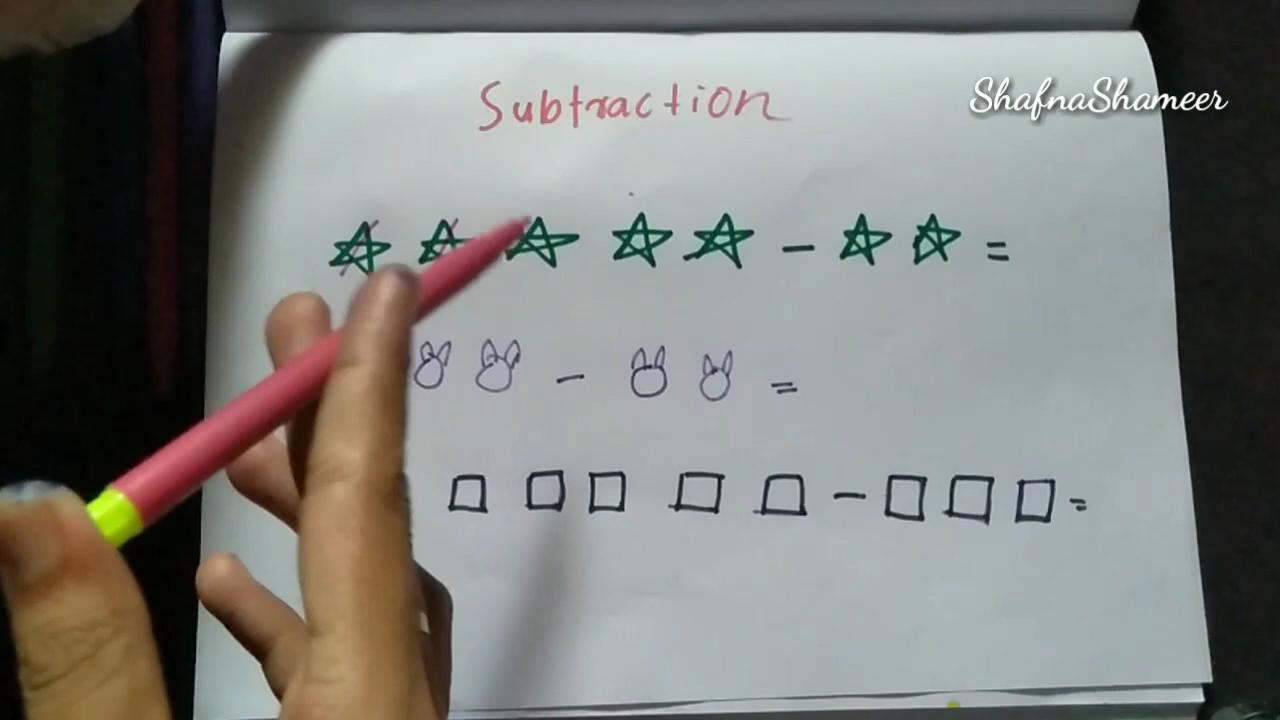 Subtraction
ShafnaShameer
- =
- =
- =